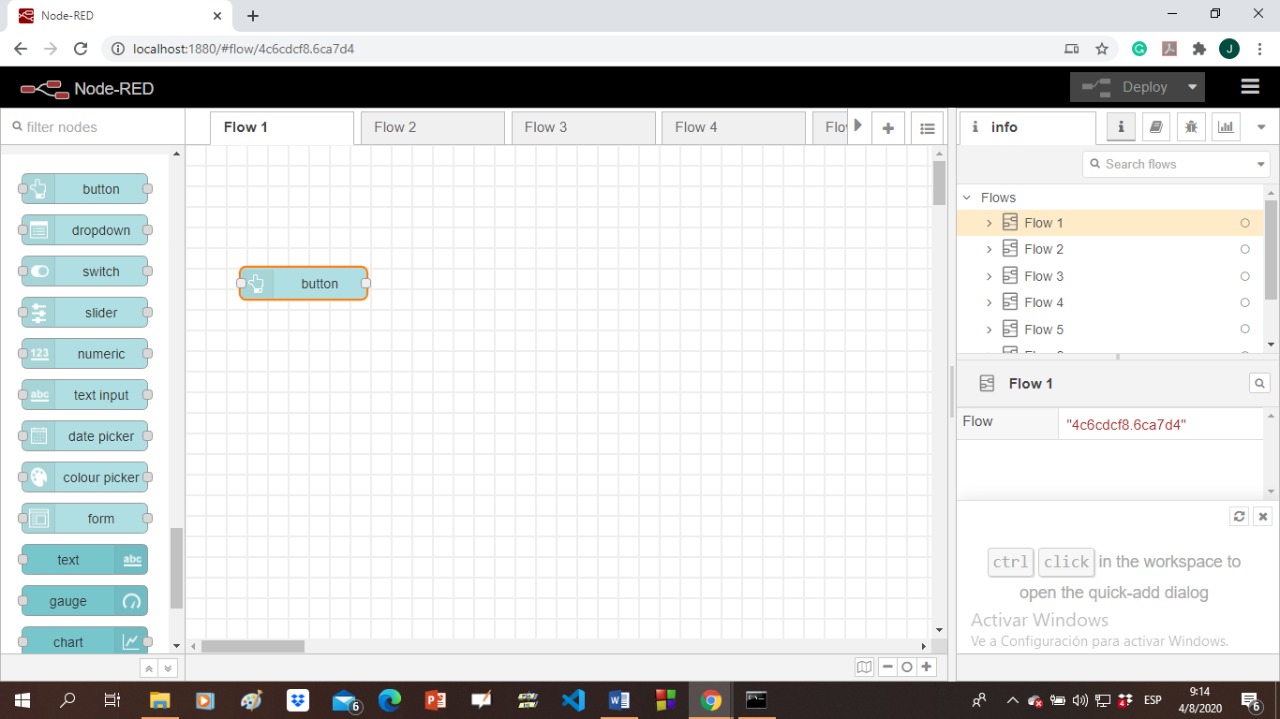 Node-RED
localhost:1880/#flow/4c6cdcf8.6ca7d4
J
Node-RED
Deploy
filter nodes
Flow 1
Flow 2
Flow 3
Flow 4
Flo
i info
i
Search flows
button
dropdown
switch
slider
123 numeric
abc text input
date picker
colour picker
form
text abc
gauge
chart
button
Flows
Flow 1
Flow 2
Flow 3
Flow 4
Flow 5
Flow 1
Flow "4c6cdcf8.6ca7d4"
ctrl click in the workspace to
open the quick-add dialog
Activar Windows
Ve a Configuración para activar Windows.
6
ESP
9:14
4/8/2020
6